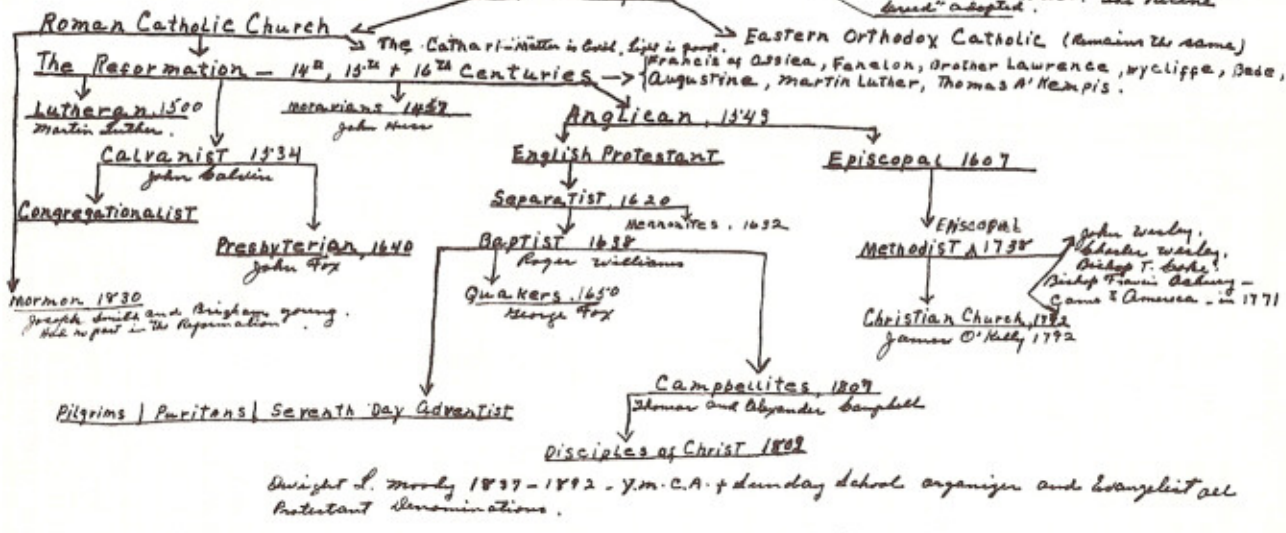 creed" adopted.
Roman Catholic Church
The Cathari - Matter is evil, Light is good.
Eastern Orthodox Catholic (Remains the same)
The Reformation - 14th, 15th + 16th Centuries
Francis of Assiea, Fenelon, Brother Lawrence, Wycliffe, Bede,
Augustine, Martin Luther, Thomas A'Kempis.
Lutheran, 1500
Martin Luther.
Moravians 1457
John Huss
Anglican, 1549
Calvanist 1534
John Calvin
English Protestant
Episcopal 1607
Congregationalist
Separatist, 1620
Mennonites. 1632
Presbyterian, 1640
John Fox
Baptist 1638
Roger Williams
Episcopal
Methodist 1738
John Wesley.
Charles Wesley.
Bishop T. Coke.
Bishop Francis Asbury -
Came to America - in 1771
Mormon 1830
Joseph Smith and Brigham young.
Had no part in the Reformation.
Quakers, 1650
George Fox
Christian Church, 1792
James O'Kelly 1792
Campbellites, 1809
Thomas and Alexander Campbell
Pilgrims | Puritans | Seventh Day Adventist
Disciples of Christ 1809
Dwight L. Moody 1837-1892 - Y.M.C.A. + Sunday School organizer and Evangelist all
Protestant Denominations.